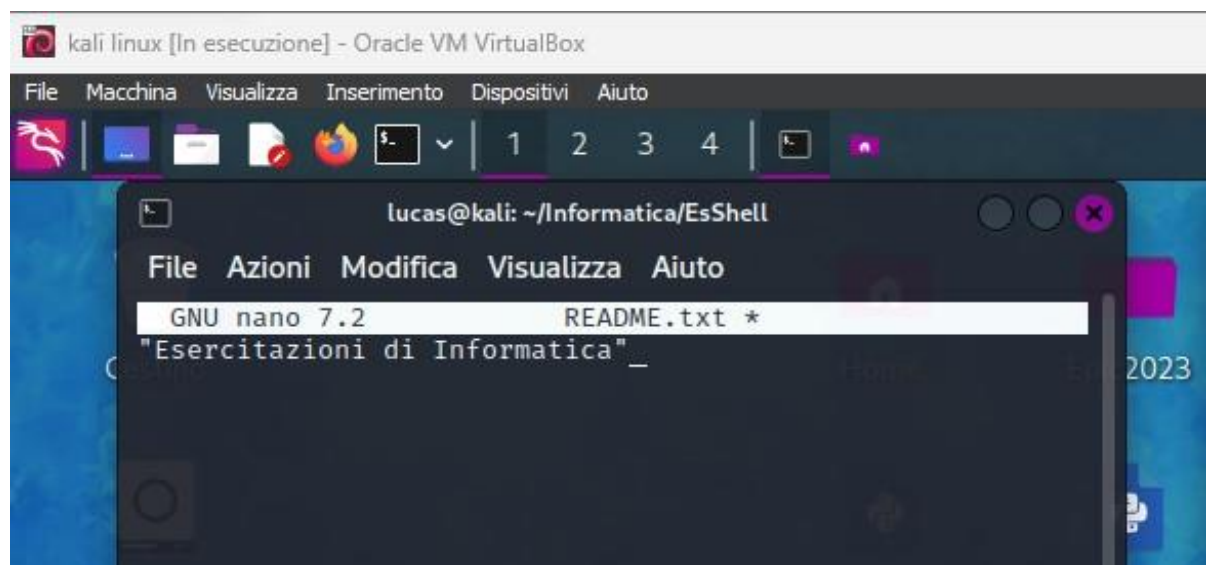 kali linux [In esecuzione] - Oracle VM VirtualBox
File Macchina Visualizza Inserimento Dispositivi Aiuto
1 2 3 4
lucas@kali: ~/Informatica/EsShell
File Azioni Modifica Visualizza Aiuto
GNU nano 7.2 README.txt *
"Esercitazioni di Informatica"_
Home 2023